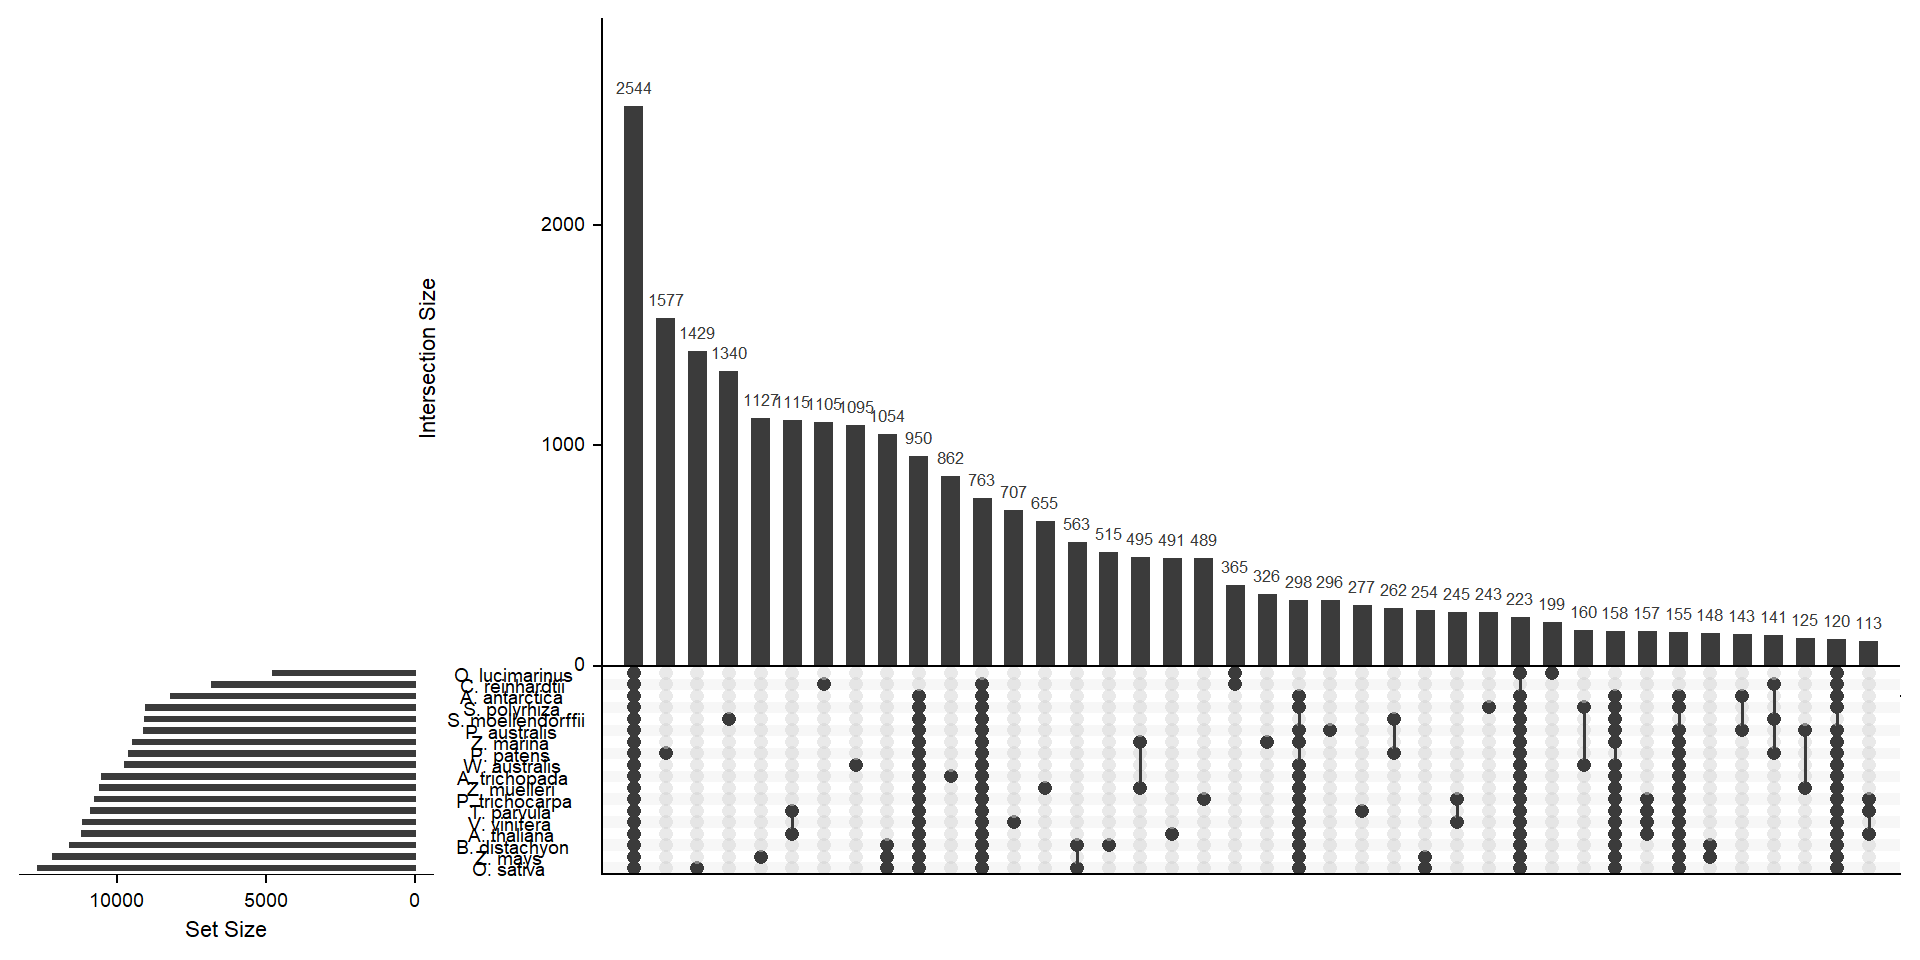 2544
1577
1429
1340
1127
1115
1105
1095
1054
950
862
763
707
655
563
515
495
491
489
365
326
298
296
277
262
254
245
243
223
199
160
158
157
155
148
143
141
125
120
113
2000
1000
0
Intersection Size
O. lucimarinus
C. reinhardtii
A. antarctica
S. polyrhiza
S. moellendorffii
P. australis
Z. marina
P. patens
W. australis
A. trichopada
Z. muelleri
P. trichocarpa
T. parvula
V. vinifera
A. thaliana
B. distachyon
Z. mays
O. sativa
10000
5000
0
Set Size